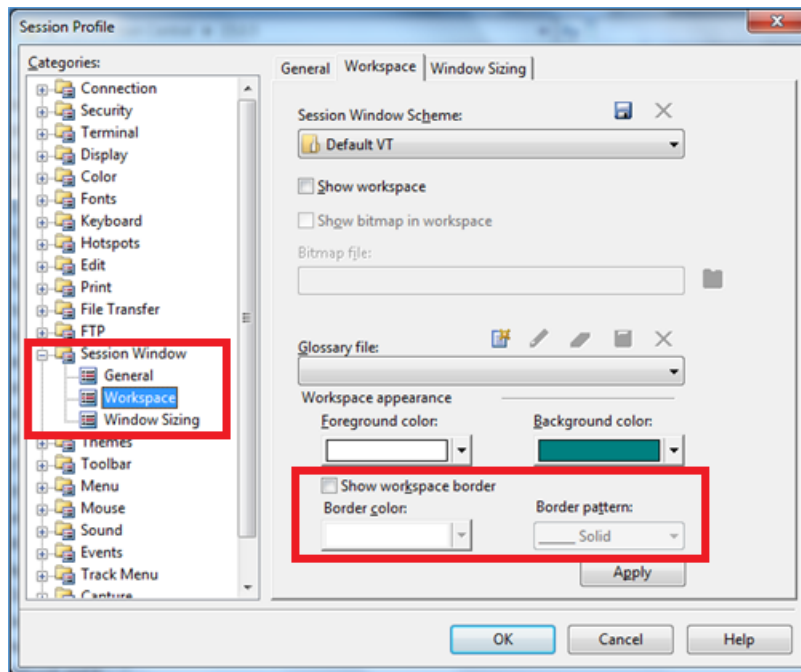 Session Profile
Categories:
Connection
Security
Terminal
Display
Color
Fonts
Keyboard
Hotspots
Edit
Print
File Transfer
FTP
Session Window
General
Workspace
Window Sizing
Themes
Toolbar
Menu
Mouse
Sound
Events
Track Menu
Capture
General Workspace Window Sizing
Session Window Scheme:
Default VT
Show workspace
Show bitmap in workspace
Bitmap file:
Glossary file:
Workspace appearance
Foreground color: Background color:
Show workspace border
Border color: Border pattern:
Solid
Apply
OK Cancel Help